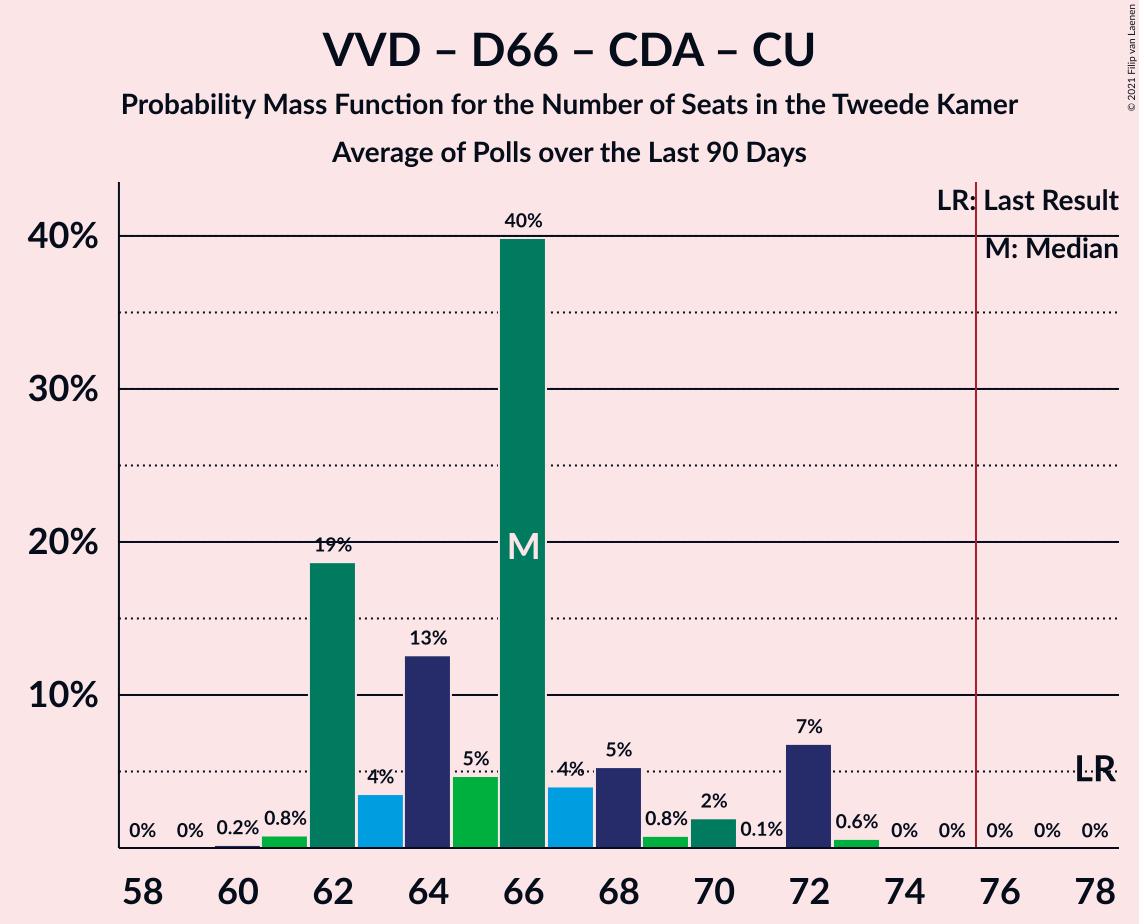 VVD – D66 – CDA – CU
Probability Mass Function for the Number of Seats in the Tweede Kamer
Average of Polls over the Last 90 Days
© 2021 Filip van Laenen
LR: Last Result
M: Median
40%
30%
20%
10%
0%
0%
0.2%
0.8%
19%
4%
13%
5%
40%
4%
5%
0.8%
2%
0.1%
7%
0.6%
0%
0%
0%
0%
0%
M
LR
58 60 62 64 66 68 70 72 74 76 78